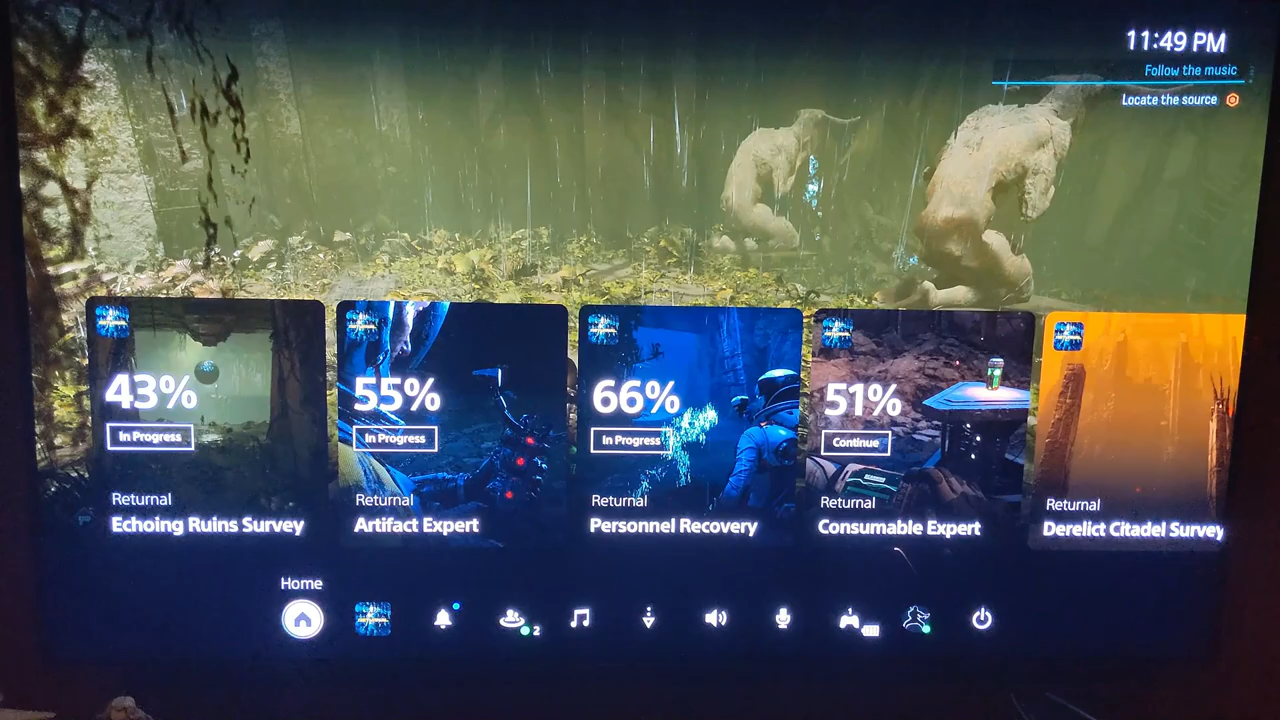 11:49 PM
Follow the music
Locate the source
43%
In Progress
Returnal
Echoing Ruins Survey
55%
In Progress
Returnal
Artifact Expert
66%
In Progress
Returnal
Personnel Recovery
51%
Continue
Returnal
Consumable Expert
Returnal
Derelict Citadel Survey
Home
2
1